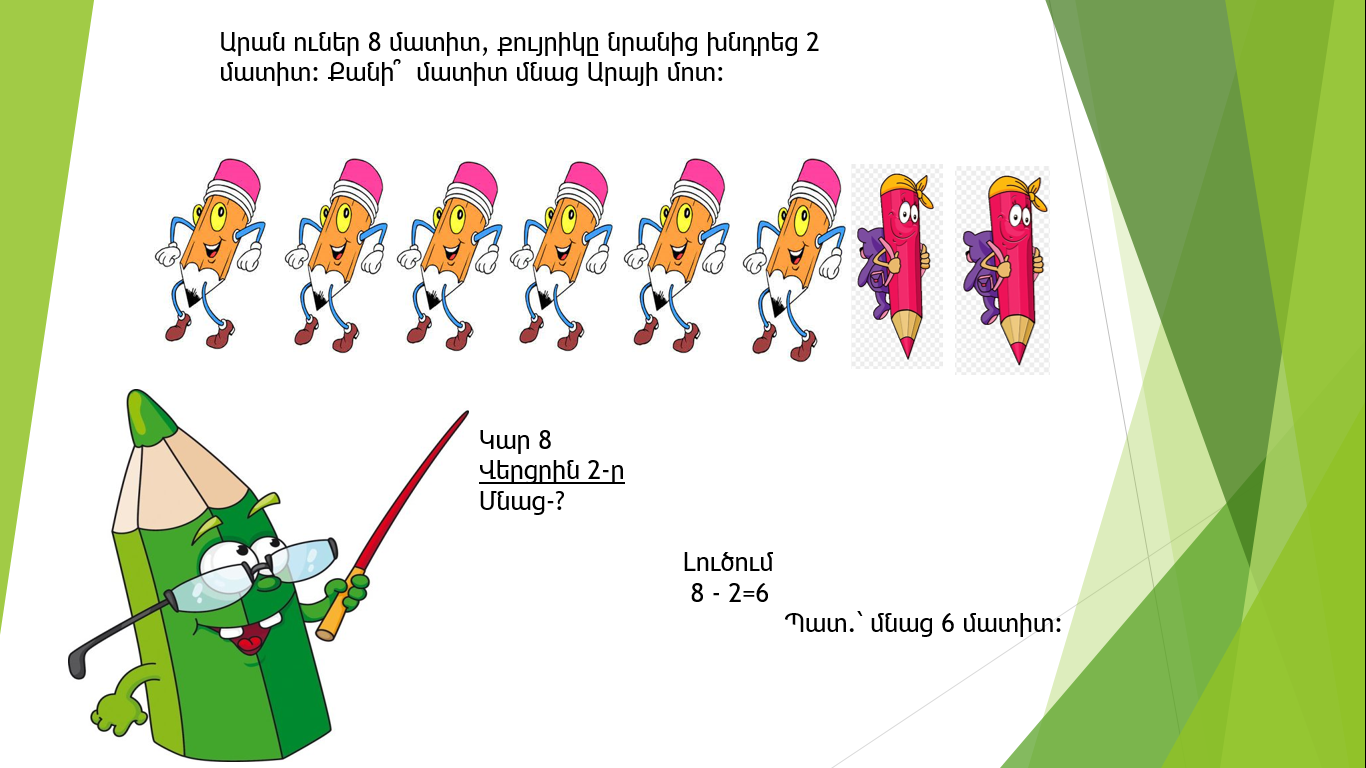 Արան ուներ 8 մատիտ, քույրիկը նրանից խնդրեց 2
մատիտ: Քանի՞ մատիտ մնաց Արայի մոտ:
Կար 8
Վերցրին 2-ր
Մնաց-?
Լուծում
8 - 2=6
Պատ.՝ մնաց 6 մատիտ: